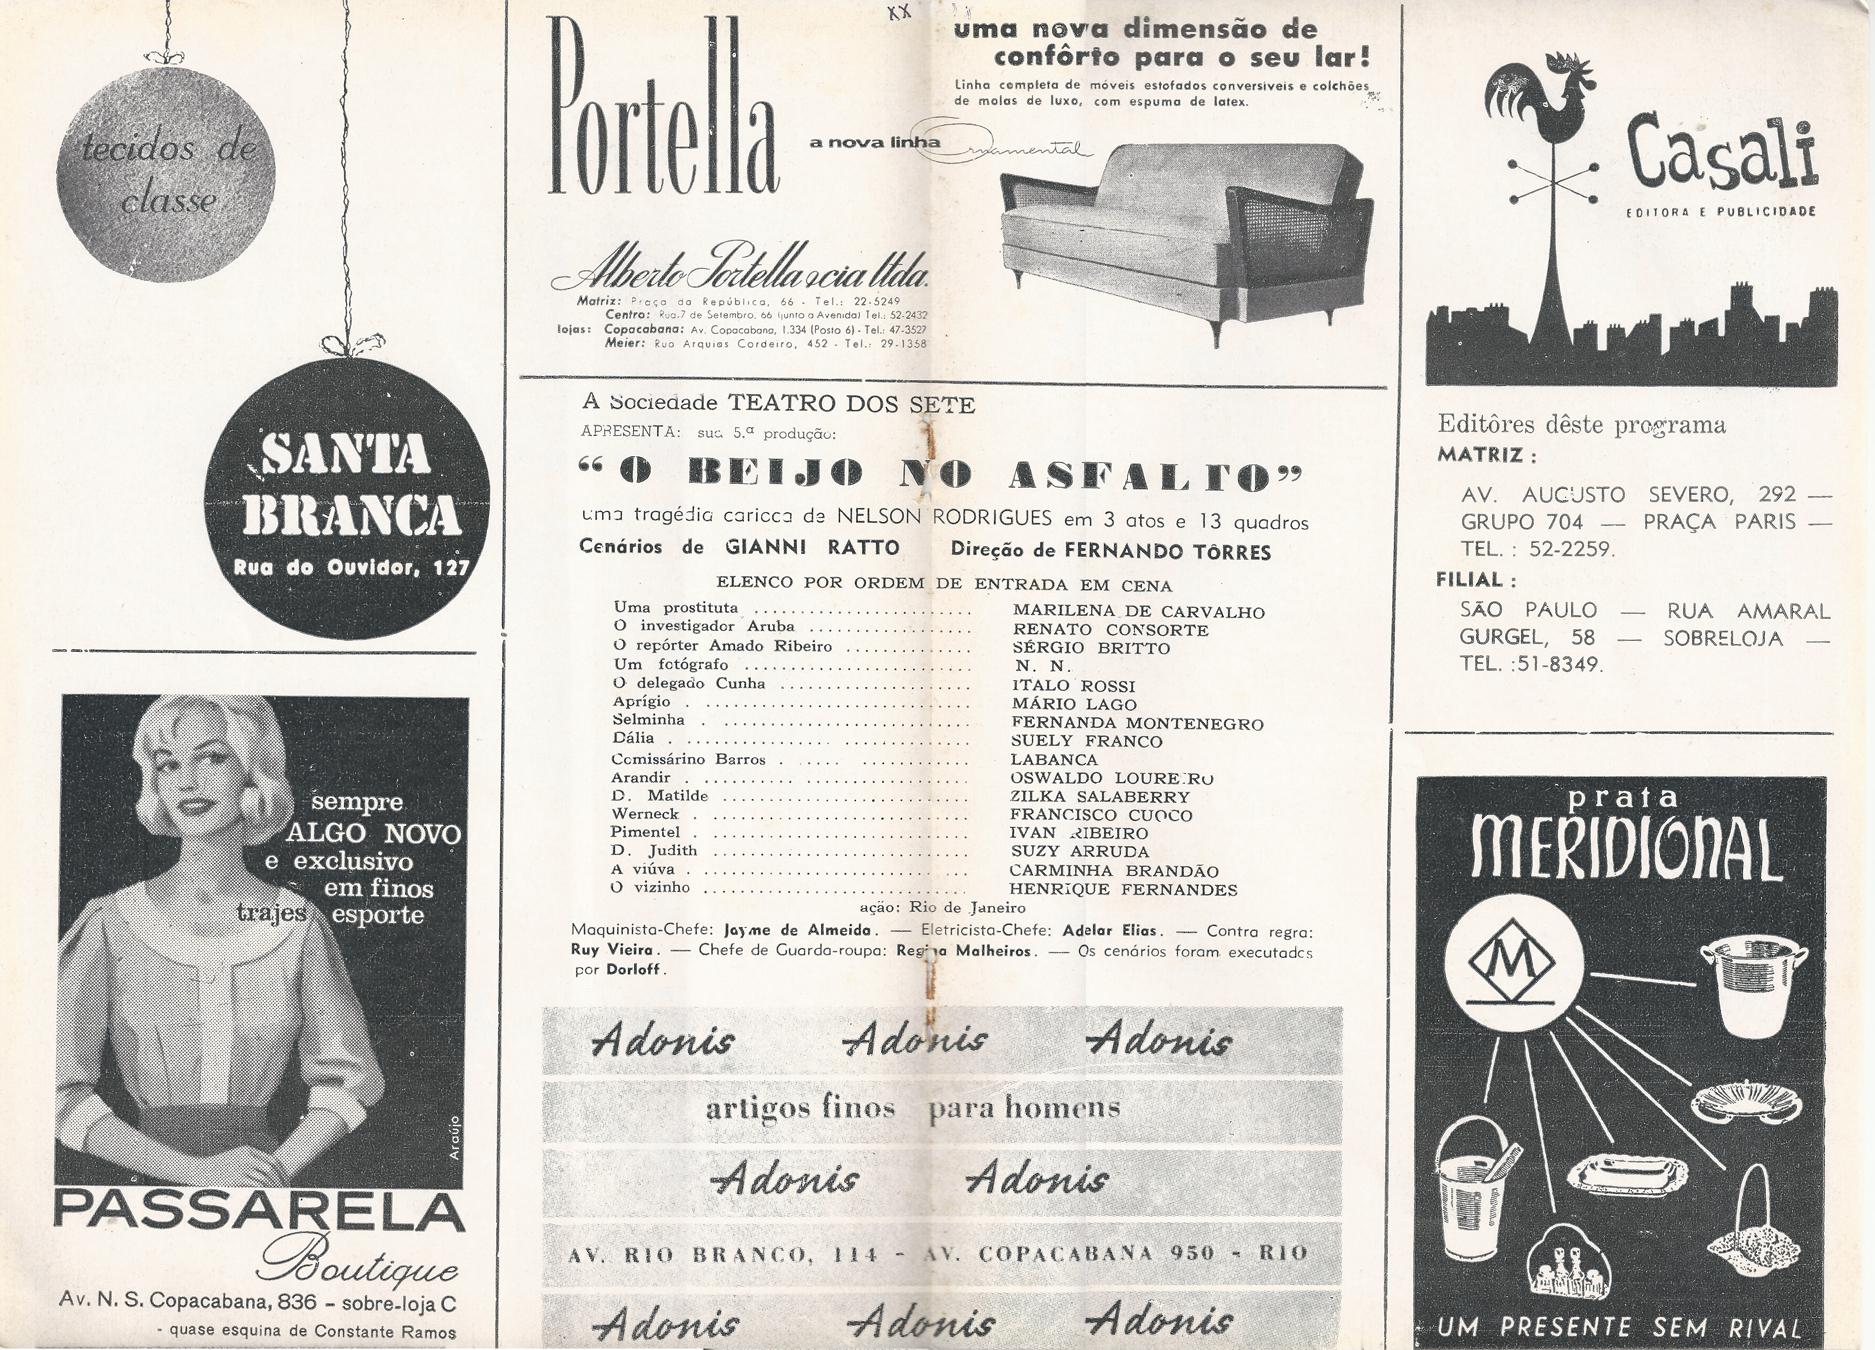 tecidos de
classe
SANTA
BRANCA
Rua do Ouvidor, 127
sempre
ALGO NOVO
e exclusivo
em finos
trajes esporte
Araújo
PASSARELA
Boutique
Av. N. S. Copacabana, 836 – sobre-loja C
- quase esquina de Constante Ramos
XX
Portella
uma nova dimensão de
confôrto para o seu lar!
Linha completa de móveis estofados conversíveis e colchões
de molas de luxo, com espuma de latex.
a nova linha Ornamental
Alberto Portella & cia ltda.
Matriz: Praça da República, 66 - Tel.: 22-5249
Centro: Rua 7 de Setembro, 66 (junto a Avenida) Tel.: 52-2432
lojas: Copacabana: Av. Copacabana, 1.334 (Posto 6) - Tel.: 47-3527
Meier: Rua Arquias Cordeiro, 452 - Tel.: 29-1358
A Sociedade TEATRO DOS SETE
APRESENTA: sua 5.ª produção:
“O BEIJO NO ASFALTO”
uma tragédia carioca de NELSON RODRIGUES em 3 atos e 13 quadros
Cenários de GIANNI RATTO Direção de FERNANDO TÔRRES
ELENCO POR ORDEM DE ENTRADA EM CENA
Uma prostituta ........................ MARILENA DE CARVALHO
O investigador Aruba .................. RENATO CONSORTE
O repórter Amado Ribeiro .............. SÉRGIO BRITTO
Um fotógrafo ......................... N. N.
O delegado Cunha ..................... ITALO ROSSI
Aprígio . ............................ MÁRIO LAGO
Selminha . ........................... FERNANDA MONTENEGRO
Dália . .............................. SUELY FRANCO
Comissárino Barros . ..... ............ LABANCA
Arandir . ............................ OSWALDO LOUREIRO
D. Matilde ........................... ZILKA SALABERRY
Werneck . ............................ FRANCISCO CUOCO
Pimentel . ........................... IVAN RIBEIRO
D. Judith ............................ SUZY ARRUDA
A viúva . ............................ CARMINHA BRANDÃO
O vizinho ............................ HENRIQUE FERNANDES
ação: Rio de Janeiro
Maquinista-Chefe: Jayme de Almeida. — Eletricista-Chefe: Adelar Elias. — Contra regra:
Ruy Vieira. — Chefe de Guarda-roupa: Regina Malheiros. — Os cenários foram executados
por Dorloff.
Adonis Adonis Adonis
artigos finos para homens
Adonis Adonis
AV. RIO BRANCO, 114 - AV. COPACABANA 950 - RIO
Adonis Adonis Adonis
Casali
EDITORA E PUBLICIDADE
Editôres dêste programa
MATRIZ :
AV. AUGUSTO SEVERO, 292 —
GRUPO 704 — PRAÇA PARIS —
TEL. : 52-2259.
FILIAL :
SÃO PAULO — RUA AMARAL
GURGEL, 58 — SOBRELOJA —
TEL. :51-8349.
prata
MERIDIONAL
M
UM PRESENTE SEM RIVAL